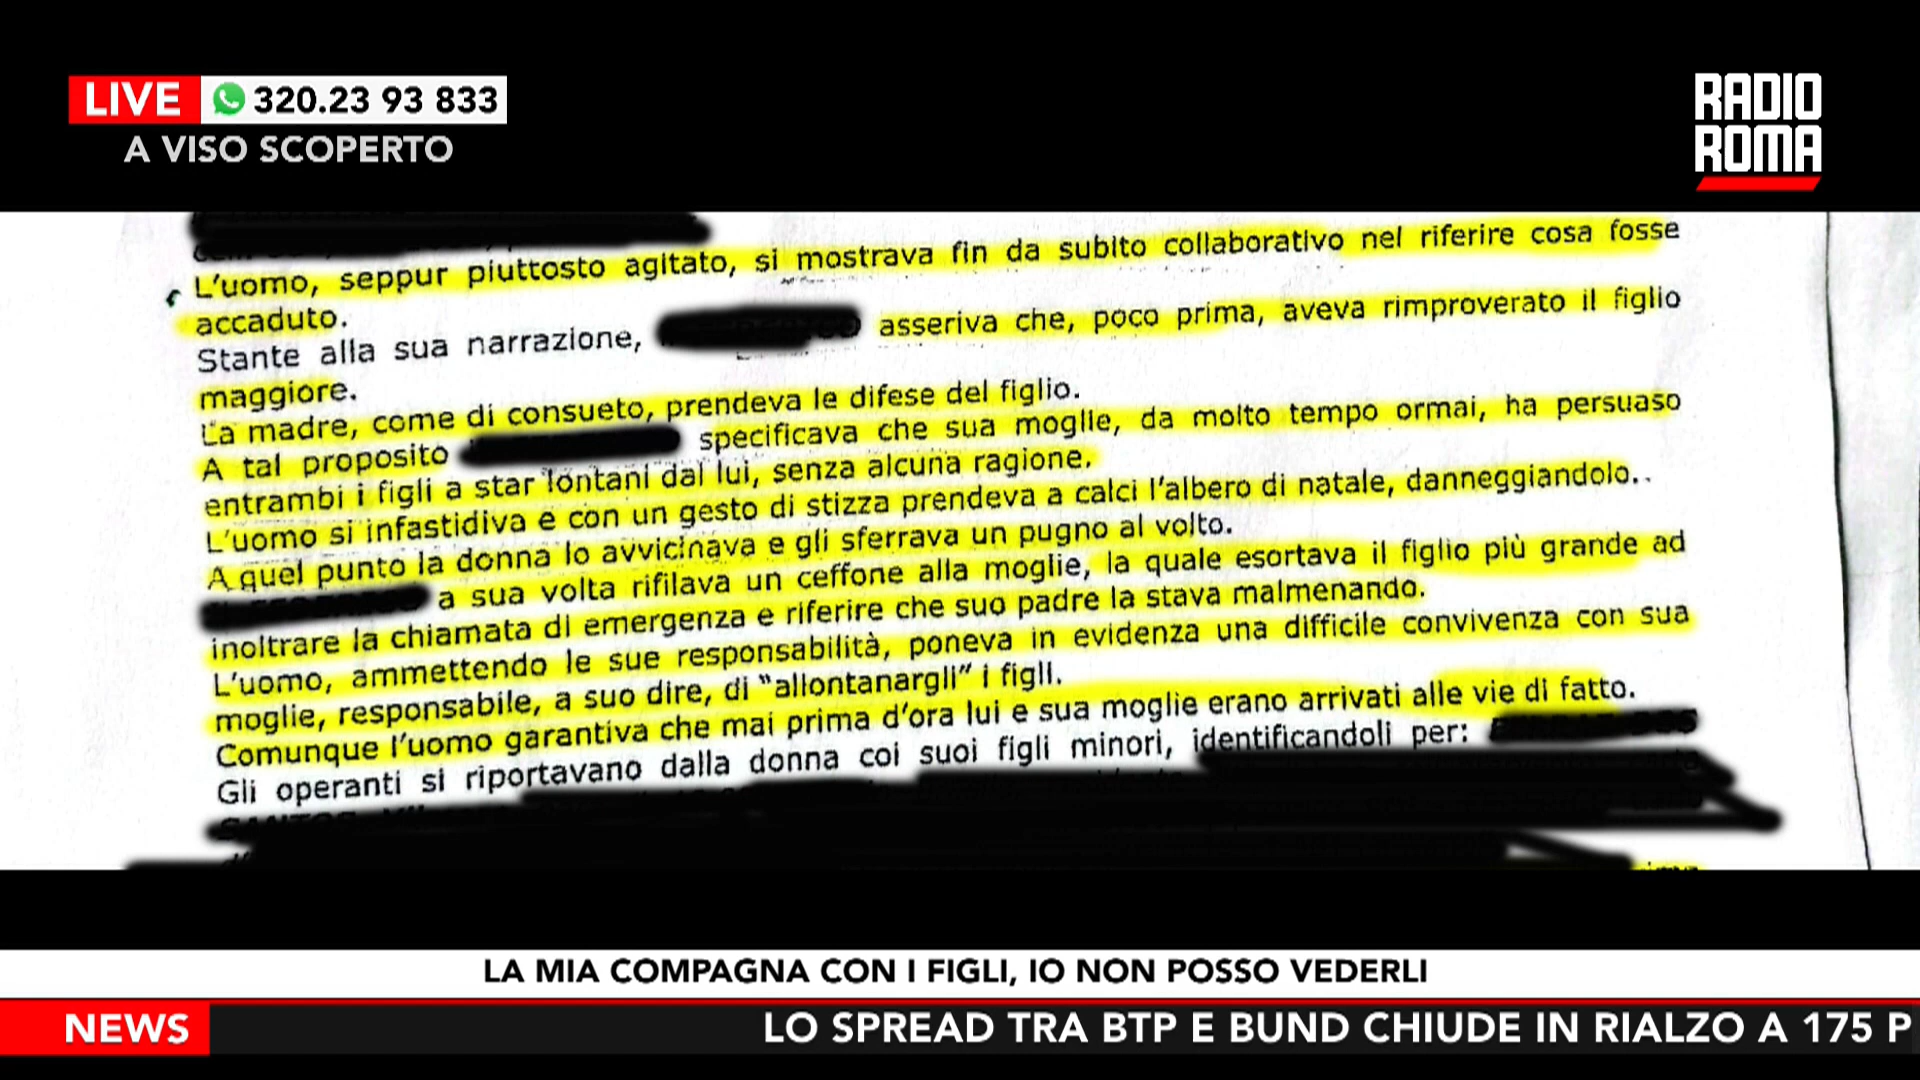 LIVE 320.23 93 833
A VISO SCOPERTO
RADIO
ROMA
L'uomo, seppur piuttosto agitato, si mostrava fin da subito collaborativo nel riferire cosa fosse
accaduto.
Stante alla sua narrazione, asseriva che, poco prima, aveva rimproverato il figlio
maggiore.
La madre, come di consueto, prendeva le difese del figlio.
A tal proposito specificava che sua moglie, da molto tempo ormai, ha persuaso
entrambi i figli a star lontani dal lui, senza alcuna ragione.
L'uomo si infastidiva e con un gesto di stizza prendeva a calci l'albero di natale, danneggiandolo..
A quel punto la donna lo avvicinava e gli sferrava un pugno al volto.
a sua volta rifilava un ceffone alla moglie, la quale esortava il figlio più grande ad
inoltrare la chiamata di emergenza e riferire che suo padre la stava malmenando.
L'uomo, ammettendo le sue responsabilità, poneva in evidenza una difficile convivenza con sua
moglie, responsabile, a suo dire, di "allontanargli" i figli.
Comunque l'uomo garantiva che mai prima d'ora lui e sua moglie erano arrivati alle vie di fatto.
Gli operanti si riportavano dalla donna coi suoi figli minori, identificandoli per:
LA MIA COMPAGNA CON I FIGLI, IO NON POSSO VEDERLI
NEWS LO SPREAD TRA BTP E BUND CHIUDE IN RIALZO A 175 P